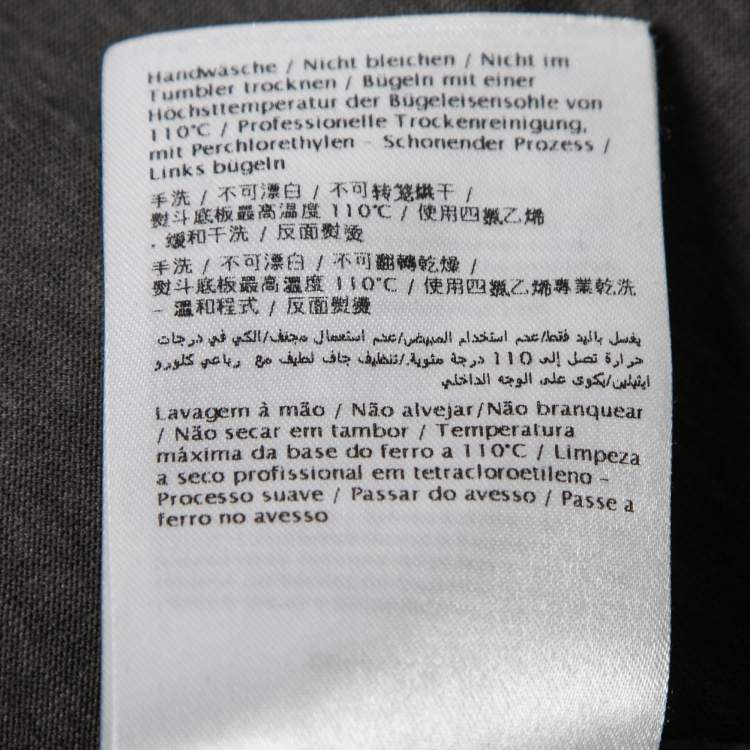 Handwäsche / Nicht bleichen / Nicht im
Tumbler trocknen / Bügeln mit einer
Höchsttemperatur der Bügeleisensohle von
110°C / Professionelle Trockenreinigung,
mit Perchlorethylen - Schonender Prozess /
Links bügeln
手洗 / 不可漂白 / 不可转笼烘干 /
熨斗底板最高温度 110°C / 使用四氯乙烯
. 缓和干洗 / 反面熨烫
手洗 / 不可漂白 / 不可翻轉乾燥 /
熨斗底板最高溫度 110°C / 使用四氯乙烯專業乾洗
- 溫和程式 / 反面熨燙
يغسل باليد فقط/عدم استخدام المبيض/عدم استعمال مجفف/الكي في درجات
حرارة تصل إلى 110 درجة مئوية./تنظيف جاف لطيف مع رباعي كلورو
ايثيلين/يكوى على الوجه الداخلي
Lavagem à mão / Não alvejar/Não branquear
/ Não secar em tambor / Temperatura
máxima da base do ferro a 110°C / Limpeza
a seco profissional em tetracloroetileno -
Processo suave / Passar do avesso / Passe a
ferro no avesso